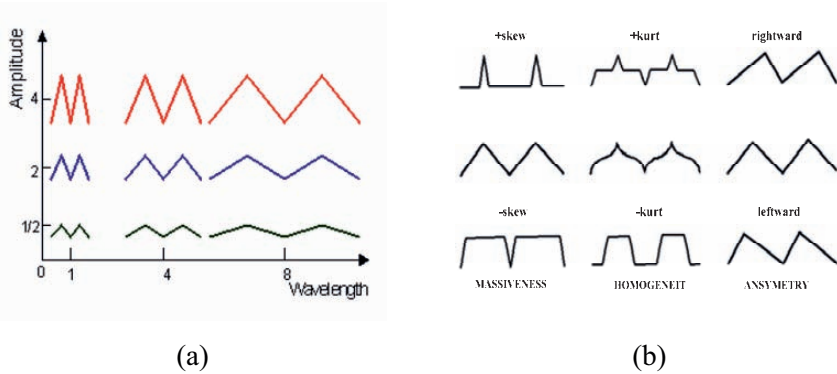 Amplitude
4
2
1/2
0
1
4
8
Wavelength
(a)
+skew
+kurt
rightward
-skew
-kurt
leftward
MASSIVENESS
HOMOGENEIT
ANSYMETRY
(b)